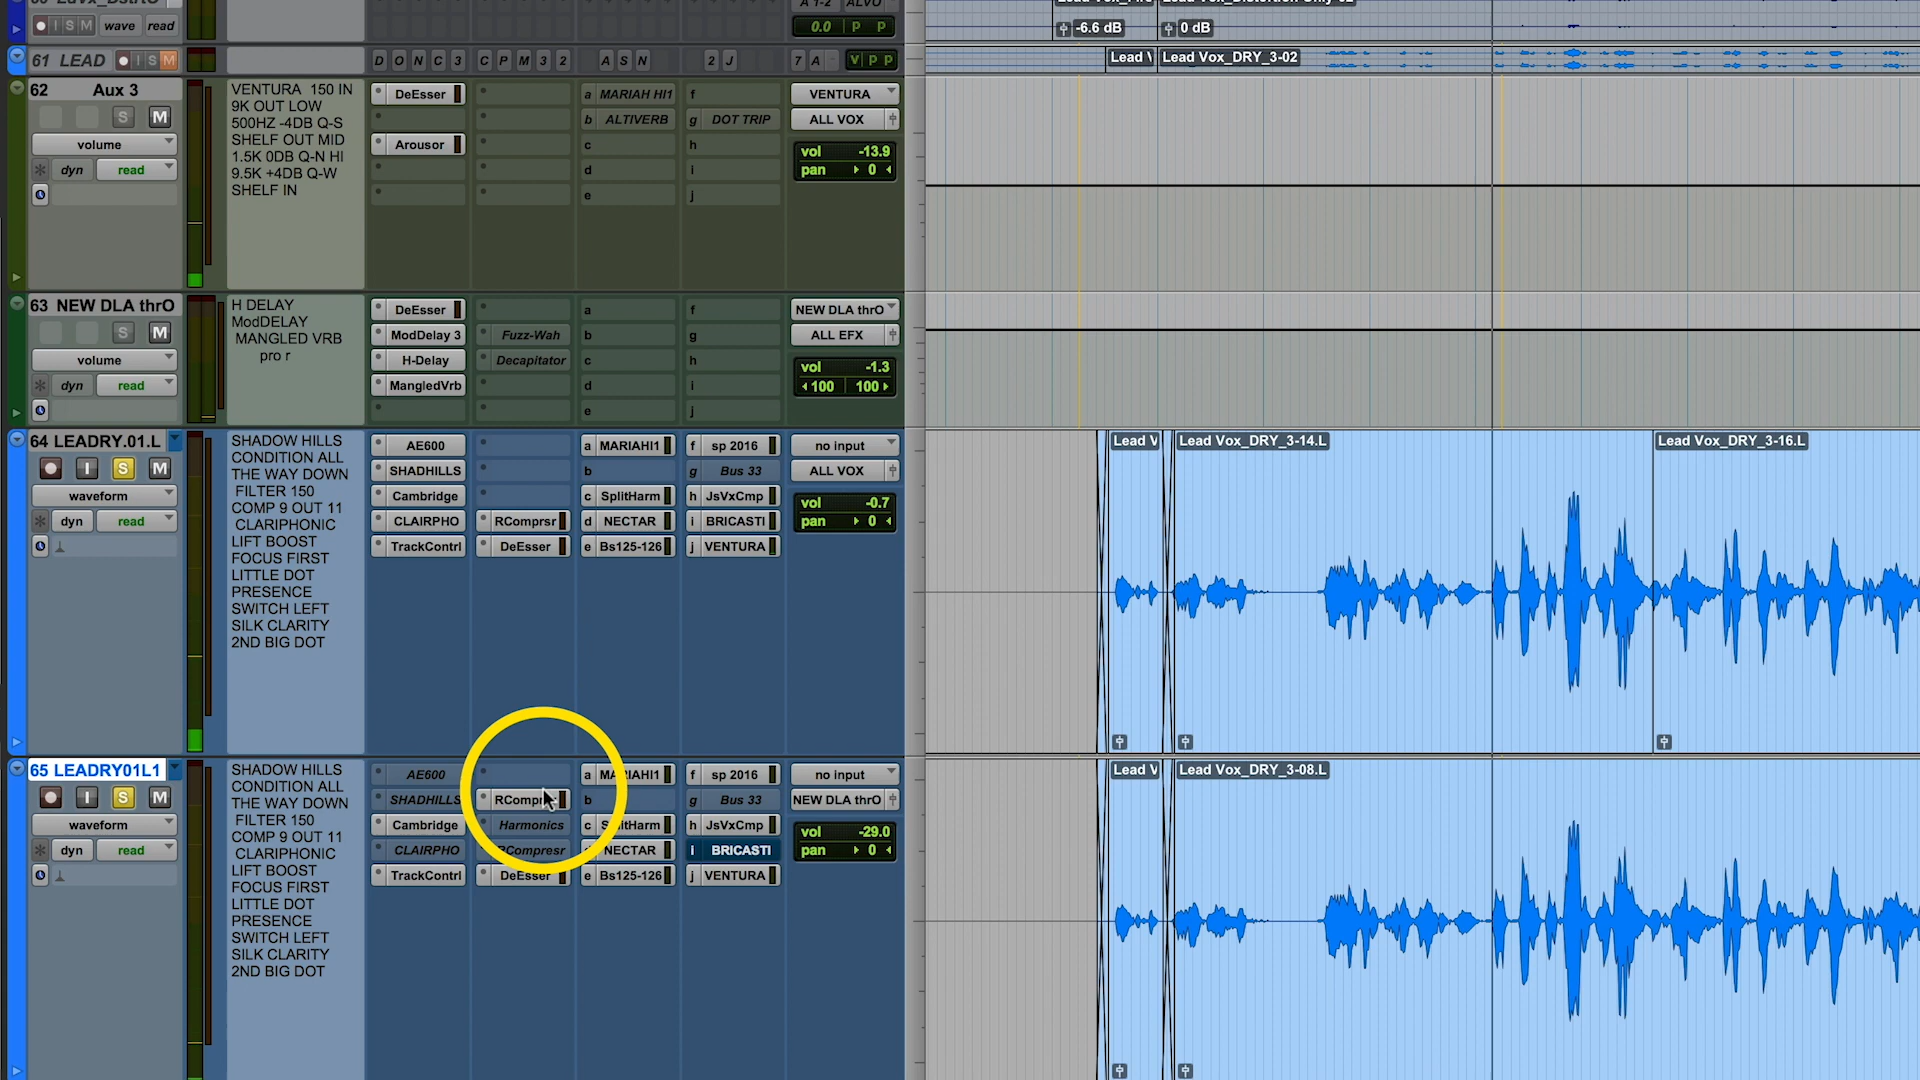 I S M wave read
A 1-2 ALVO
0.0 P P
-6.6 dB
0 dB
61 LEAD
I S M
D O N C 3
C P M 3 2
A S N
2 J
7 A
V P P
Lead V
Lead Vox_DRY_3-02
62 Aux 3
S M
volume
dyn read
VENTURA 150 IN
9K OUT LOW
500HZ -4DB Q-S
SHELF OUT MID
1.5K 0DB Q-N HI
9.5K +4DB Q-W
SHELF IN
DeEsser
Arousor
a MARIAH HI1
b ALTIVERB
c
d
e
f
g DOT TRIP
h
i
j
VENTURA
ALL VOX
vol -13.9
pan 0
63 NEW DLA thrO
S M
volume
dyn read
H DELAY
ModDELAY
MANGLED VRB
pro r
DeEsser
ModDelay 3
H-Delay
MangledVrb
Fuzz-Wah
Decapitator
a
b
c
d
e
f
g
h
i
j
NEW DLA thrO
ALL EFX
vol -1.3
100 100
64 LEADRY.01.L
I S M
waveform
dyn read
SHADOW HILLS
CONDITION ALL
THE WAY DOWN
FILTER 150
COMP 9 OUT 11
CLARIPHONIC
LIFT BOOST
FOCUS FIRST
LITTLE DOT
PRESENCE
SWITCH LEFT
SILK CLARITY
2ND BIG DOT
AE600
SHADHILLS
Cambridge
CLAIRPHO
TrackContrl
RComprsr
DeEsser
a MARIAHI1
b
c SplitHarm
d NECTAR
e Bs125-126
f sp 2016
g Bus 33
h JsVxCmp
i BRICASTI
j VENTURA
no input
ALL VOX
vol -0.7
pan 0
Lead V
Lead Vox_DRY_3-14.L
Lead Vox_DRY_3-16.L
65 LEADRY01L1
I S M
waveform
dyn read
SHADOW HILLS
CONDITION ALL
THE WAY DOWN
FILTER 150
COMP 9 OUT 11
CLARIPHONIC
LIFT BOOST
FOCUS FIRST
LITTLE DOT
PRESENCE
SWITCH LEFT
SILK CLARITY
2ND BIG DOT
AE600
SHADHILLS
Cambridge
CLAIRPHO
TrackContrl
Harmonics
DeEsser
a MARIAHI1
b
c SplitHarm
NECTAR
e Bs125-126
f sp 2016
g Bus 33
h JsVxCmp
i BRICASTI
j VENTURA
no input
NEW DLA thrO
vol -29.0
pan 0
Lead V
Lead Vox_DRY_3-08.L